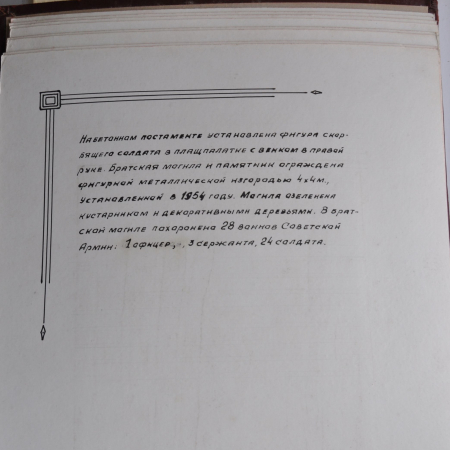 На бетонном постаменте установлена фигура скор-
бящего солдата в плащпалатке с венком в правой
руке. Братская могила и памятник ограждена
фигурной металлической изгородью 4х4м.,
установленной в 1954 году. Могила озеленена
кустарником и декоративными деревьями. В брат-
ской могиле похоронена 28 воинов Советской
Армии: 1 офицер, 3 сержанта, 24 солдата.